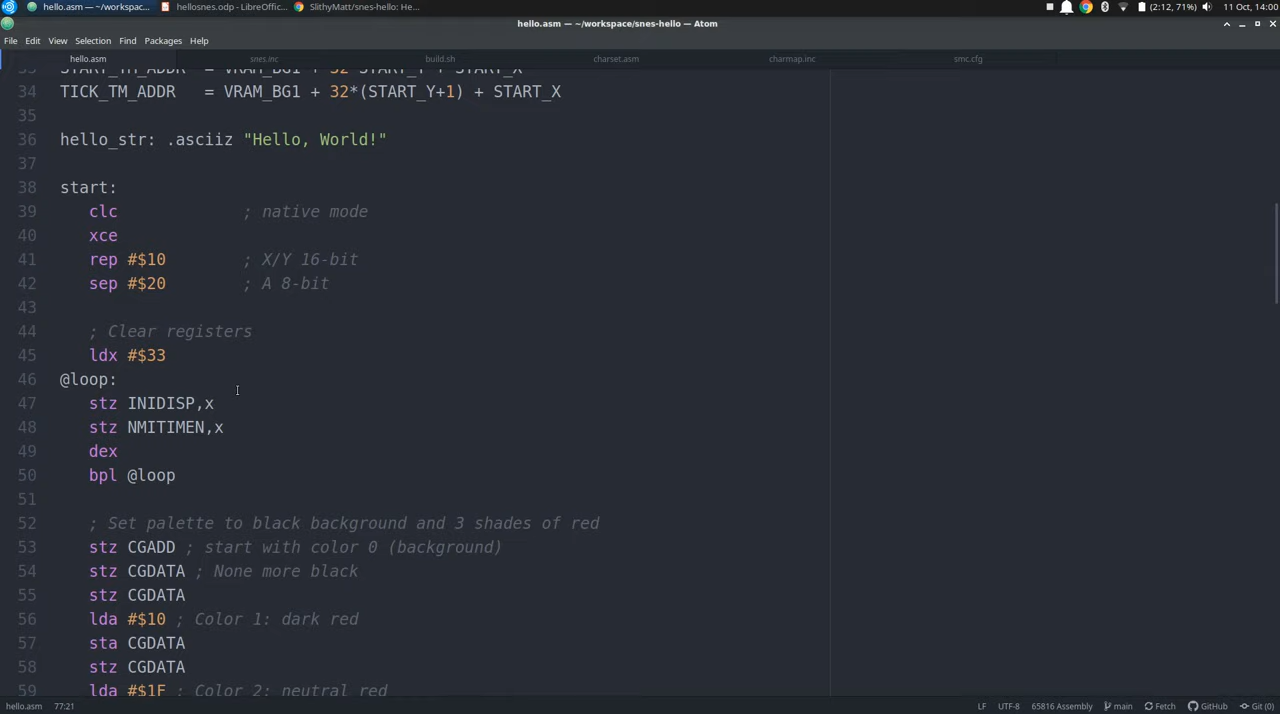 hello.asm — ~/workspac...
hellosnes.odp - LibreOffic...
SlithyMatt/snes-hello: He...
(2:12, 71%)
11 Oct, 14:00
hello.asm — ~/workspace/snes-hello — Atom
File Edit View Selection Find Packages Help
hello.asm snes.inc build.sh charset.asm charmap.inc smc.cfg
33 START_TM_ADDR = VRAM_BG1 + 32*START_Y + START_X
34 TICK_TM_ADDR = VRAM_BG1 + 32*(START_Y+1) + START_X
35
36 hello_str: .asciiz "Hello, World!"
37
38 start:
39 clc ; native mode
40 xce
41 rep #$10 ; X/Y 16-bit
42 sep #$20 ; A 8-bit
43
44 ; Clear registers
45 ldx #$33
46 @loop:
47 stz INIDISP,x
48 stz NMITIMEN,x
49 dex
50 bpl @loop
51
52 ; Set palette to black background and 3 shades of red
53 stz CGADD ; start with color 0 (background)
54 stz CGDATA ; None more black
55 stz CGDATA
56 lda #$10 ; Color 1: dark red
57 sta CGDATA
58 stz CGDATA
59 lda #$1F ; Color 2: neutral red
hello.asm 77:21 LF UTF-8 65816 Assembly main Fetch GitHub Git (0)